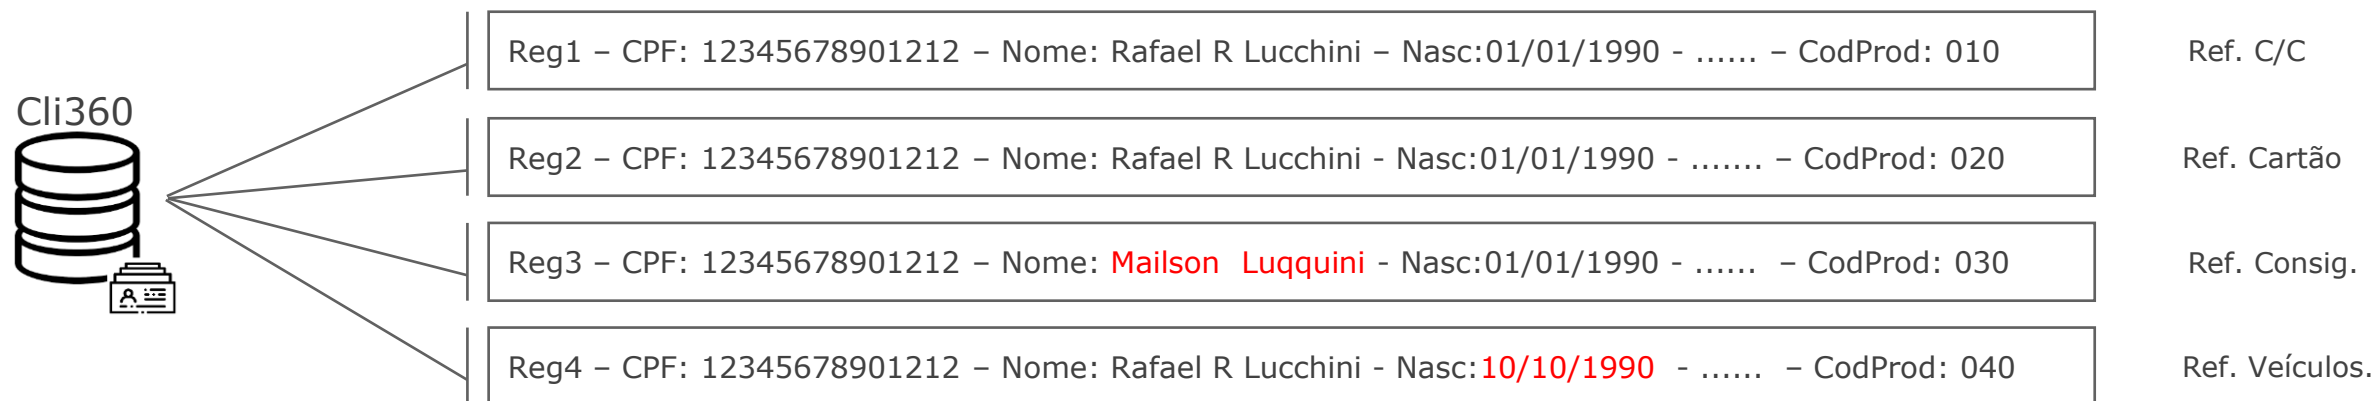 Reg1 – CPF: 12345678901212 – Nome: Rafael R Lucchini – Nasc:01/01/1990 - ...... – CodProd: 010
Ref. C/C
Cli360
Reg2 – CPF: 12345678901212 – Nome: Rafael R Lucchini - Nasc:01/01/1990 - ....... – CodProd: 020
Ref. Cartão
Reg3 – CPF: 12345678901212 – Nome: Mailson  Luqquini - Nasc:01/01/1990 - ......  – CodProd: 030
Ref. Consig.
Reg4 – CPF: 12345678901212 – Nome: Rafael R Lucchini - Nasc:10/10/1990  - ......  – CodProd: 040
Ref. Veículos.